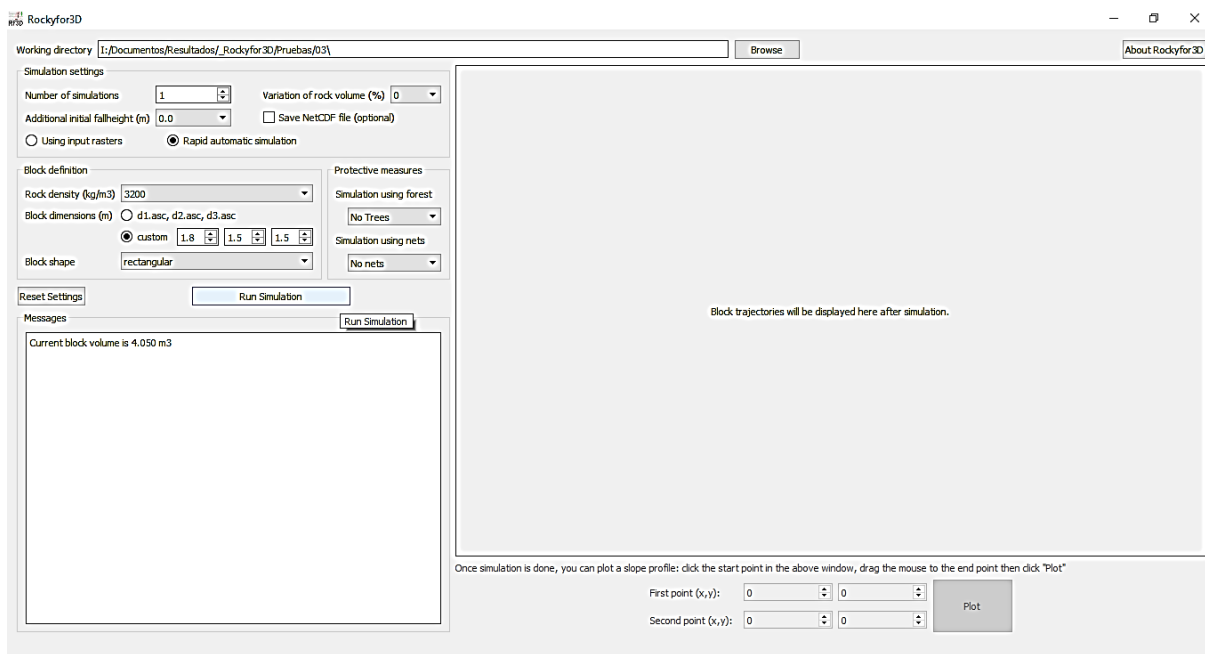 Rockyfor3D
Working directory I:/Documentos/Resultados/_Rockyfor3D/Pruebas/03\ Browse About Rockyfor3D
Simulation settings
Number of simulations 1 Variation of rock volume (%) 0
Additional initial fallheight (m) 0.0 Save NetCDF file (optional)
Using input rasters Rapid automatic simulation
Block definition
Rock density (kg/m3) 3200
Block dimensions (m) d1.asc, d2.asc, d3.asc
custom 1.8 1.5 1.5
Block shape rectangular
Protective measures
Simulation using forest
No Trees
Simulation using nets
No nets
Reset Settings Run Simulation
Run Simulation
Messages
Current block volume is 4.050 m3
Block trajectories will be displayed here after simulation.
Once simulation is done, you can plot a slope profile: click the start point in the above window, drag the mouse to the end point then click "Plot"
First point (x,y): 0 0
Second point (x,y): 0 0
Plot